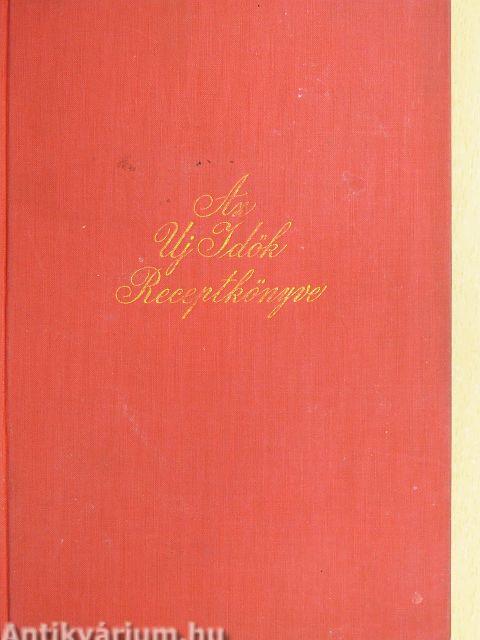 Az
Uj Idők
Receptkönyve
Antikvárium.hu